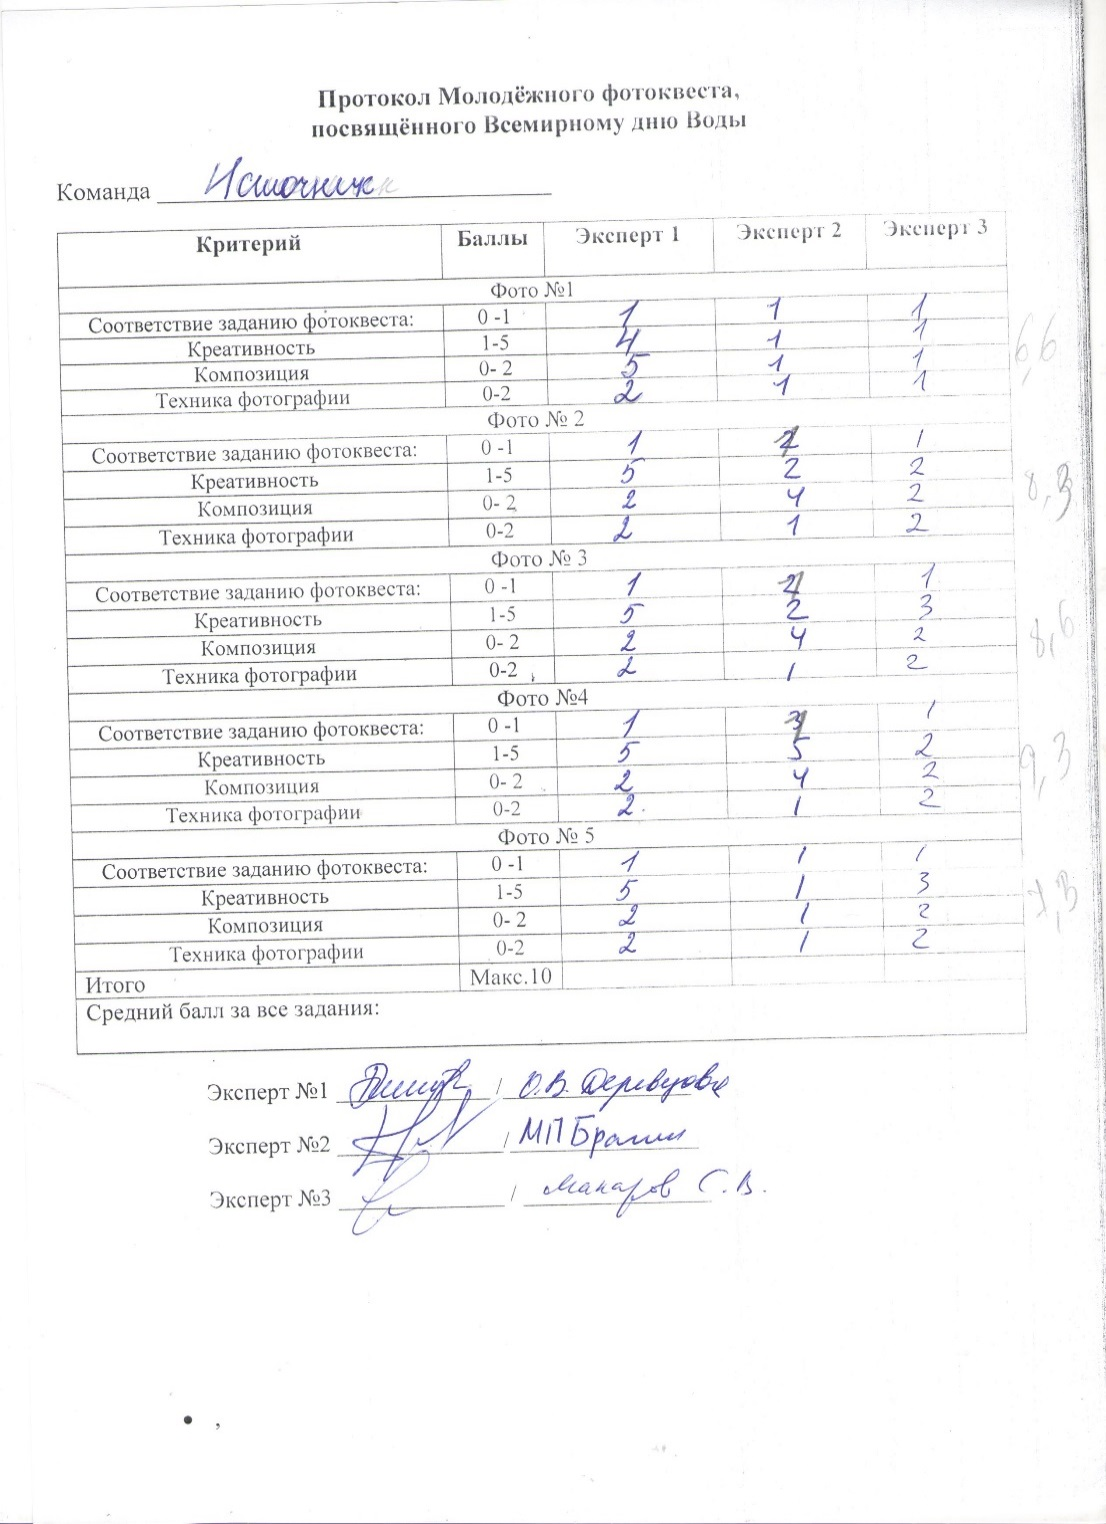 Протокол Молодёжного фотоквеста,
посвящённого Всемирному дню Воды
Команда Источник
Критерий Баллы Эксперт 1 Эксперт 2 Эксперт 3
Фото №1
Соответствие заданию фотоквеста: 0 -1 1 1 1
Креативность 1-5 4 1 1
6,6
Композиция 0- 2 5 1 1
Техника фотографии 0-2 2 1 1
Фото № 2
Соответствие заданию фотоквеста: 0 -1 1 1 1
Креативность 1-5 5 2 2
8,3
Композиция 0- 2 2 4 2
Техника фотографии 0-2 2 1 2
Фото № 3
Соответствие заданию фотоквеста: 0 -1 1 1 1
Креативность 1-5 5 2 3
8,6
Композиция 0- 2 2 4 2
Техника фотографии 0-2 2 1 2
Фото №4
Соответствие заданию фотоквеста: 0 -1 1 1 1
Креативность 1-5 5 5 2
9,3
Композиция 0- 2 2 4 2
Техника фотографии 0-2 2 1 2
Фото № 5
Соответствие заданию фотоквеста: 0 -1 1 1 1
Креативность 1-5 5 1 3
7,3
Композиция 0- 2 2 1 2
Техника фотографии 0-2 2 1 2
Итого Макс.10
Средний балл за все задания:
Эксперт №1 / О.В.
Эксперт №2 / МП Брагин
Эксперт №3 / Макаров С.В.